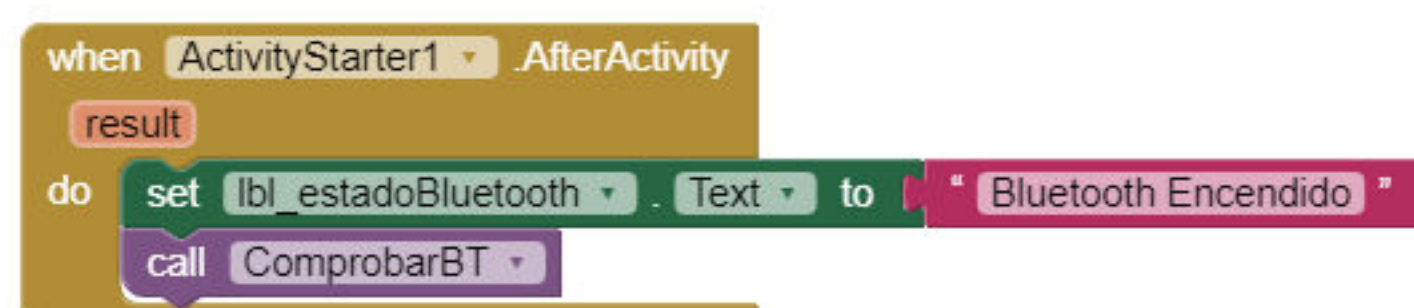 when ActivityStarter1 .AfterActivity
result
do set lbl_estadoBluetooth . Text to " Bluetooth Encendido "
call ComprobarBT